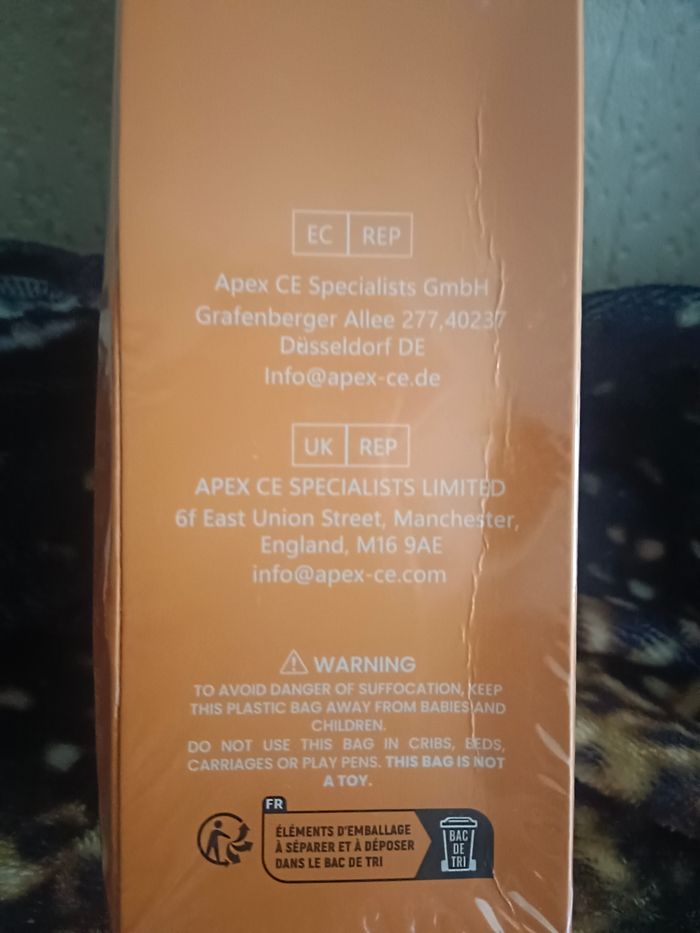 EC REP
Apex CE Specialists GmbH
Grafenberger Allee 277,40237
Düsseldorf DE
Info@apex-ce.de
UK REP
APEX CE SPECIALISTS LIMITED
6f East Union Street, Manchester,
England, M16 9AE
info@apex-ce.com
WARNING
TO AVOID DANGER OF SUFFOCATION, KEEP
THIS PLASTIC BAG AWAY FROM BABIES AND
CHILDREN.
DO NOT USE THIS BAG IN CRIBS, BEDS,
CARRIAGES OR PLAY PENS. THIS BAG IS NOT
A TOY.
FR
ÉLÉMENTS D'EMBALLAGE
À SÉPARER ET À DÉPOSER
DANS LE BAC DE TRI
BAC
DE
TRI